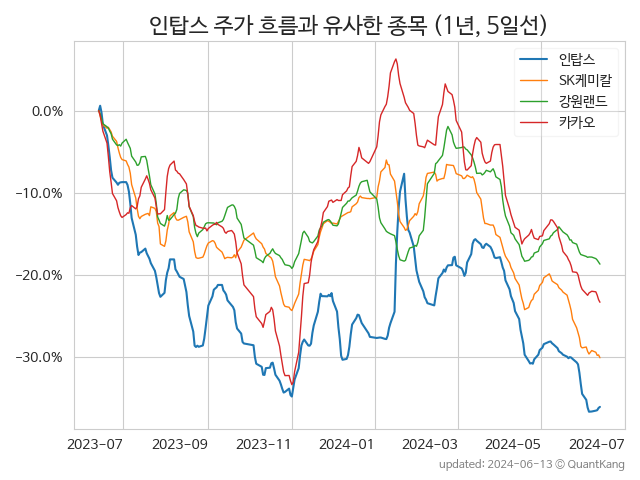 인탑스 주가 흐름과 유사한 종목 (1년, 5일선)
인탑스
SK케미칼
강원랜드
카카오
0.0%
−10.0%
−20.0%
−30.0%
2023-07 2023-09 2023-11 2024-01 2024-03 2024-05 2024-07
updated: 2024-06-13 © QuantKang